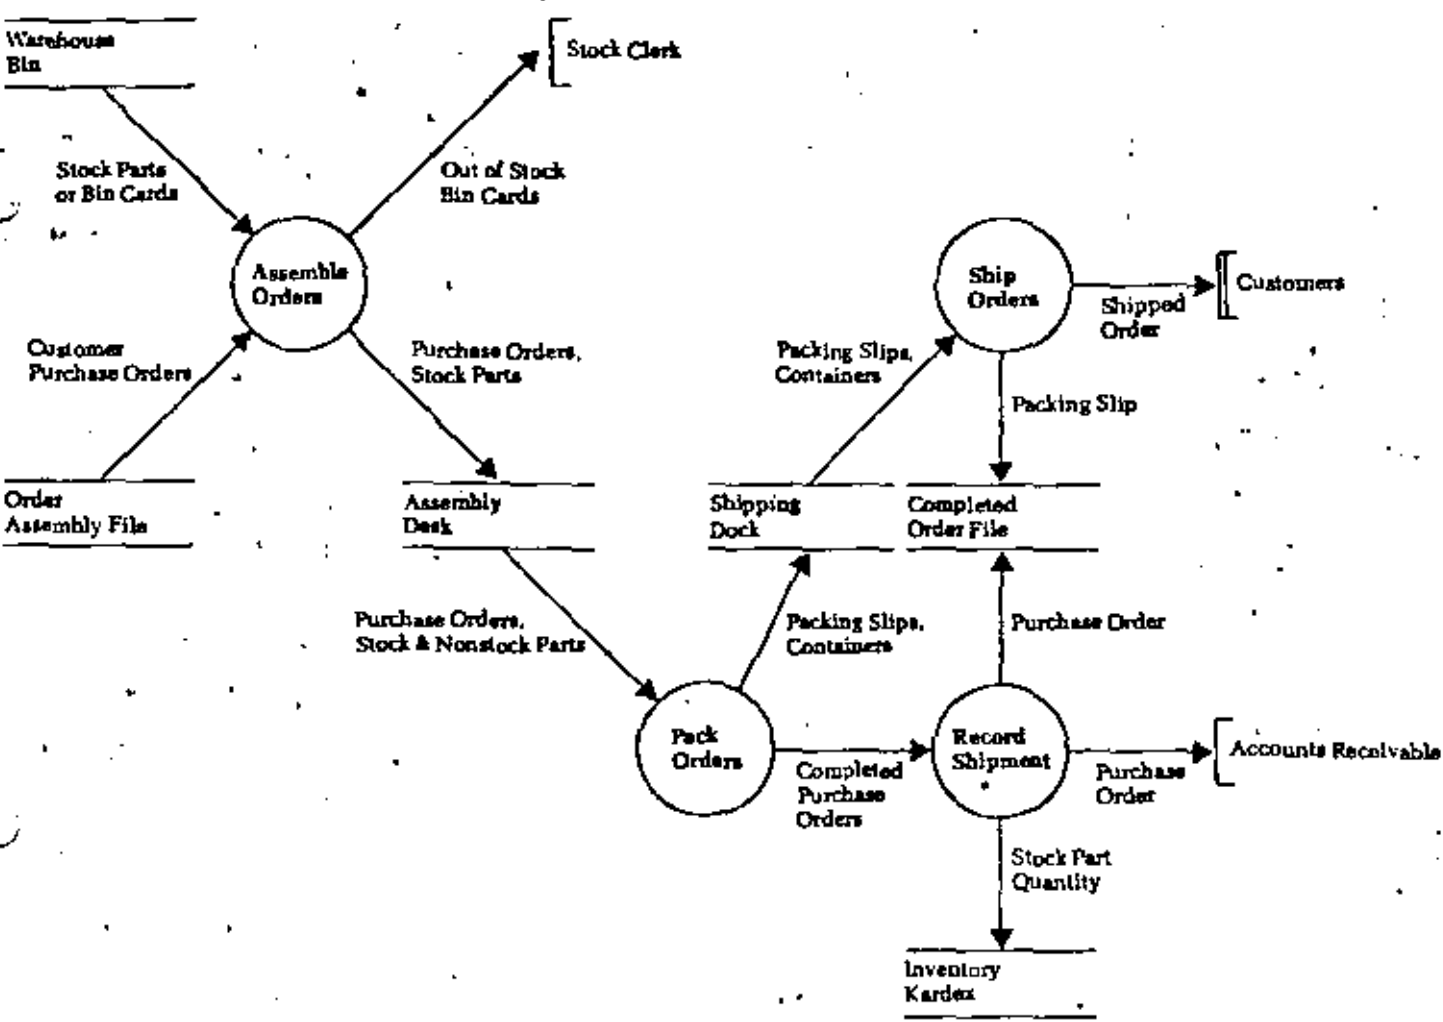 Warehouse
Bin
Stock Clerk
Stock Parts
or Bin Cards
Out of Stock
Bin Cards
Assemble
Orders
Ship
Orders
Customers
Shipped
Order
Customer
Purchase Orders
Purchase Orders,
Stock Parts
Packing Slips,
Containers
Packing Slip
Order
Assembly File
Assembly
Desk
Shipping
Dock
Completed
Order File
Purchase Orders,
Stock & Nonstock Parts
Packing Slips,
Containers
Purchase Order
Pack
Orders
Completed
Purchase
Orders
Record
Shipment
Purchase
Order
Accounts Receivable
Stock Part
Quantity
Inventory
Kardex